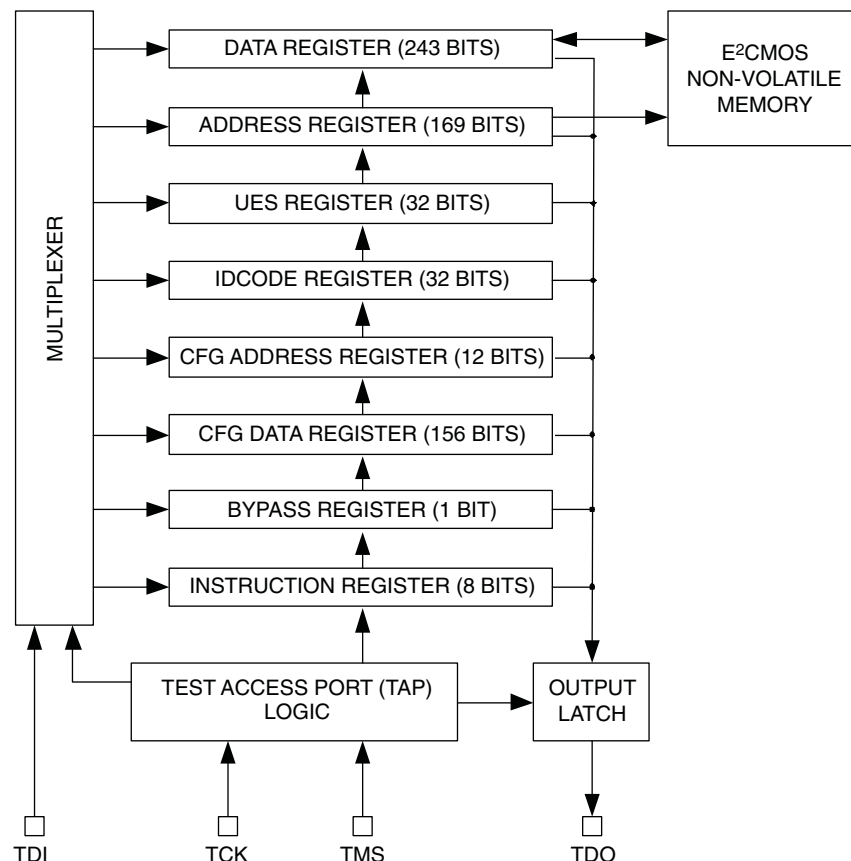 DATA REGISTER (243 BITS)
E²CMOS
NON-VOLATILE
MEMORY
ADDRESS REGISTER (169 BITS)
UES REGISTER (32 BITS)
MULTIPLEXER
IDCODE REGISTER (32 BITS)
CFG ADDRESS REGISTER (12 BITS)
CFG DATA REGISTER (156 BITS)
BYPASS REGISTER (1 BIT)
INSTRUCTION REGISTER (8 BITS)
TEST ACCESS PORT (TAP)
LOGIC
OUTPUT
LATCH
TDI
TCK
TMS
TDO